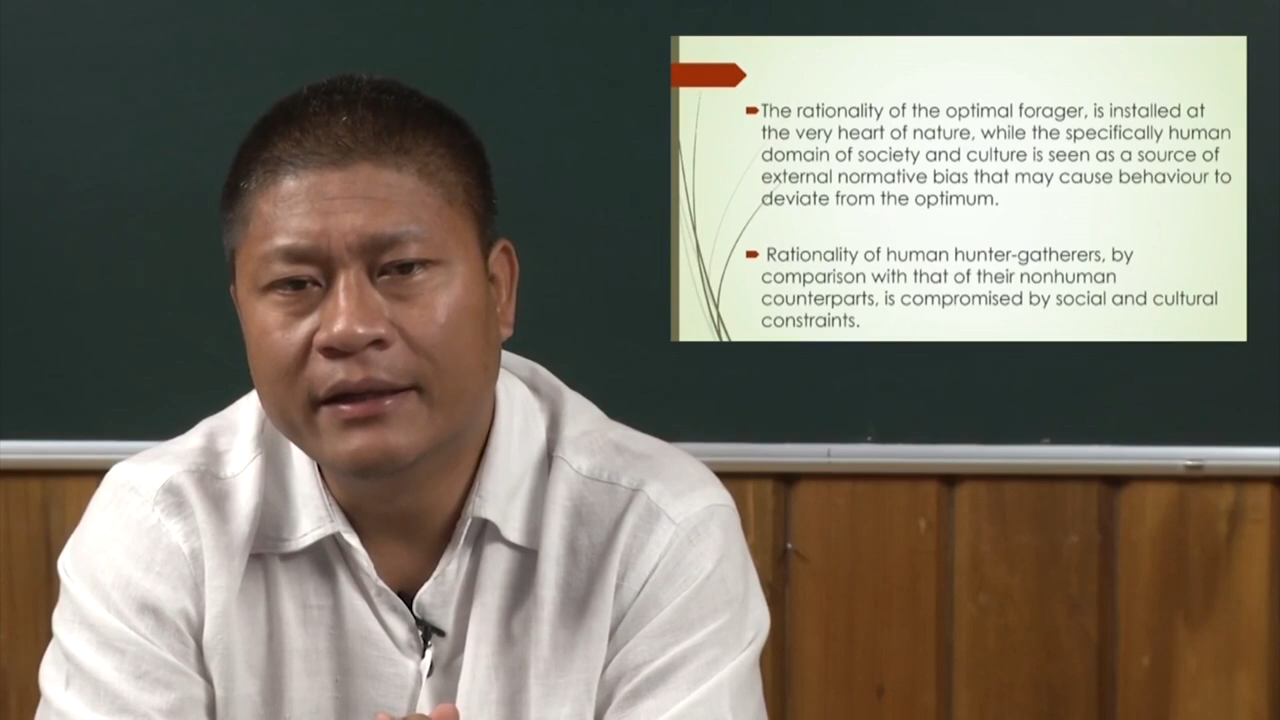 The rationality of the optimal forager, is installed at
the very heart of nature, while the specifically human
domain of society and culture is seen as a source of
external normative bias that may cause behaviour to
deviate from the optimum.
Rationality of human hunter-gatherers, by
comparison with that of their nonhuman
counterparts, is compromised by social and cultural
constraints.